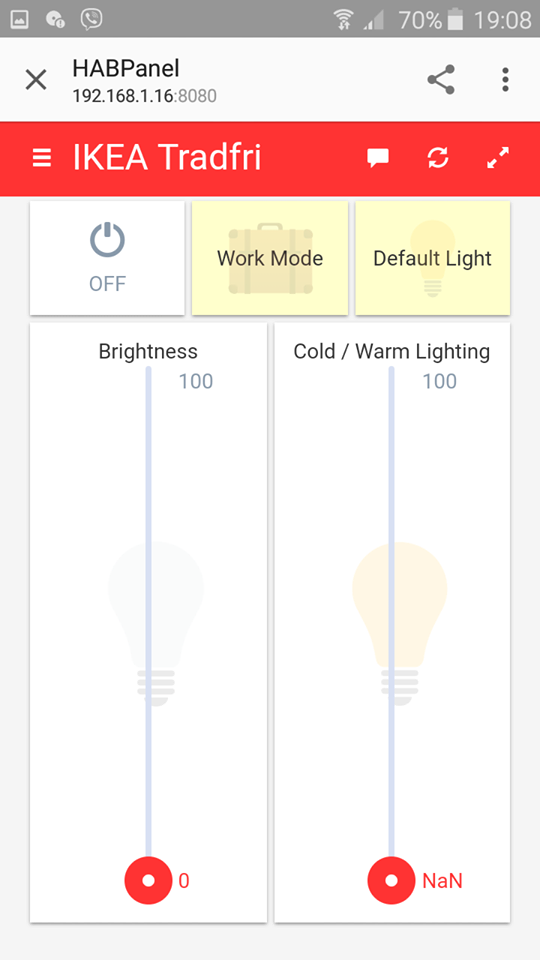 70% 19:08
HABPanel
192.168.1.16:8080
IKEA Tradfri
OFF
Work Mode
Default Light
Brightness
100
0
Cold / Warm Lighting
100
NaN